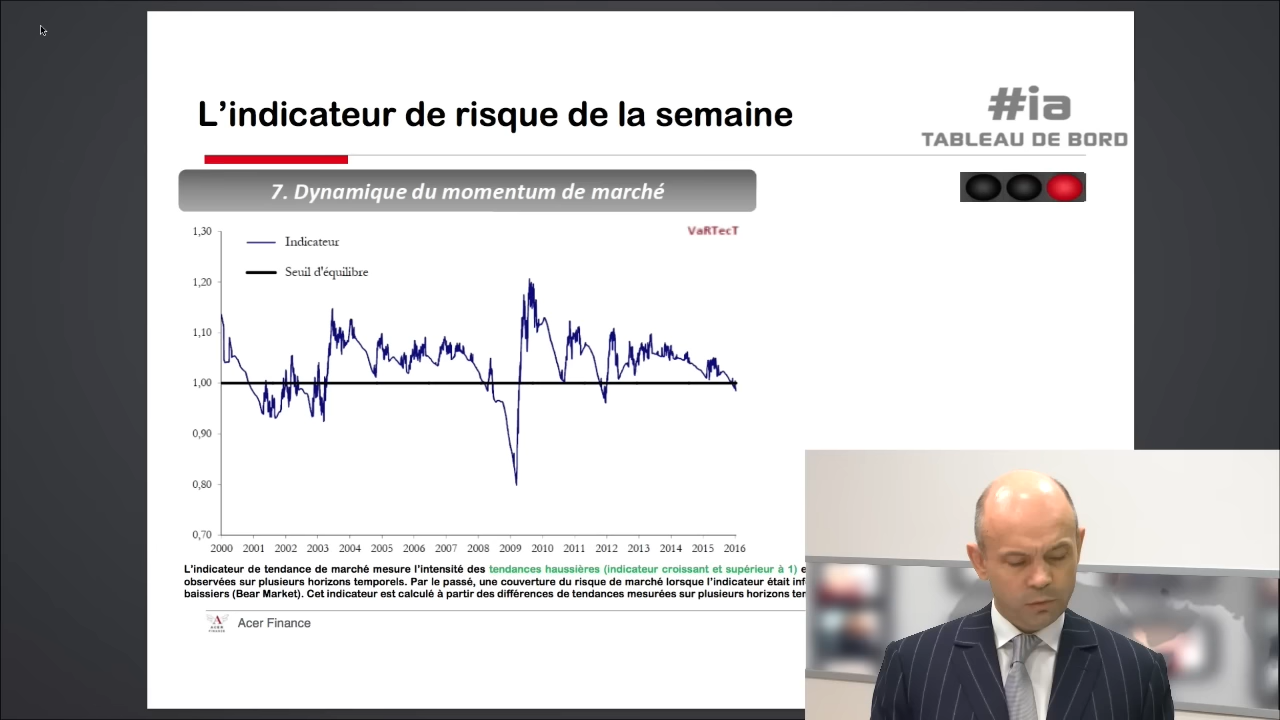 L'indicateur de risque de la semaine
#ia
TABLEAU DE BORD
7. Dynamique du momentum de marché
VaRTecT
Indicateur
Seuil d'équilibre
1,30
1,20
1,10
1,00
0,90
0,80
0,70
2000 2001 2002 2003 2004 2005 2006 2007 2008 2009 2010 2011 2012 2013 2014 2015 2016
L'indicateur de tendance de marché mesure l'intensité des tendances haussières (indicateur croissant et supérieur à 1)
observées sur plusieurs horizons temporels. Par le passé, une couverture du risque de marché lorsque l'indicateur était
baissiers (Bear Market). Cet indicateur est calculé à partir des différences de tendances mesurées sur plusieurs horizons
ACER
FINANCE
Acer Finance